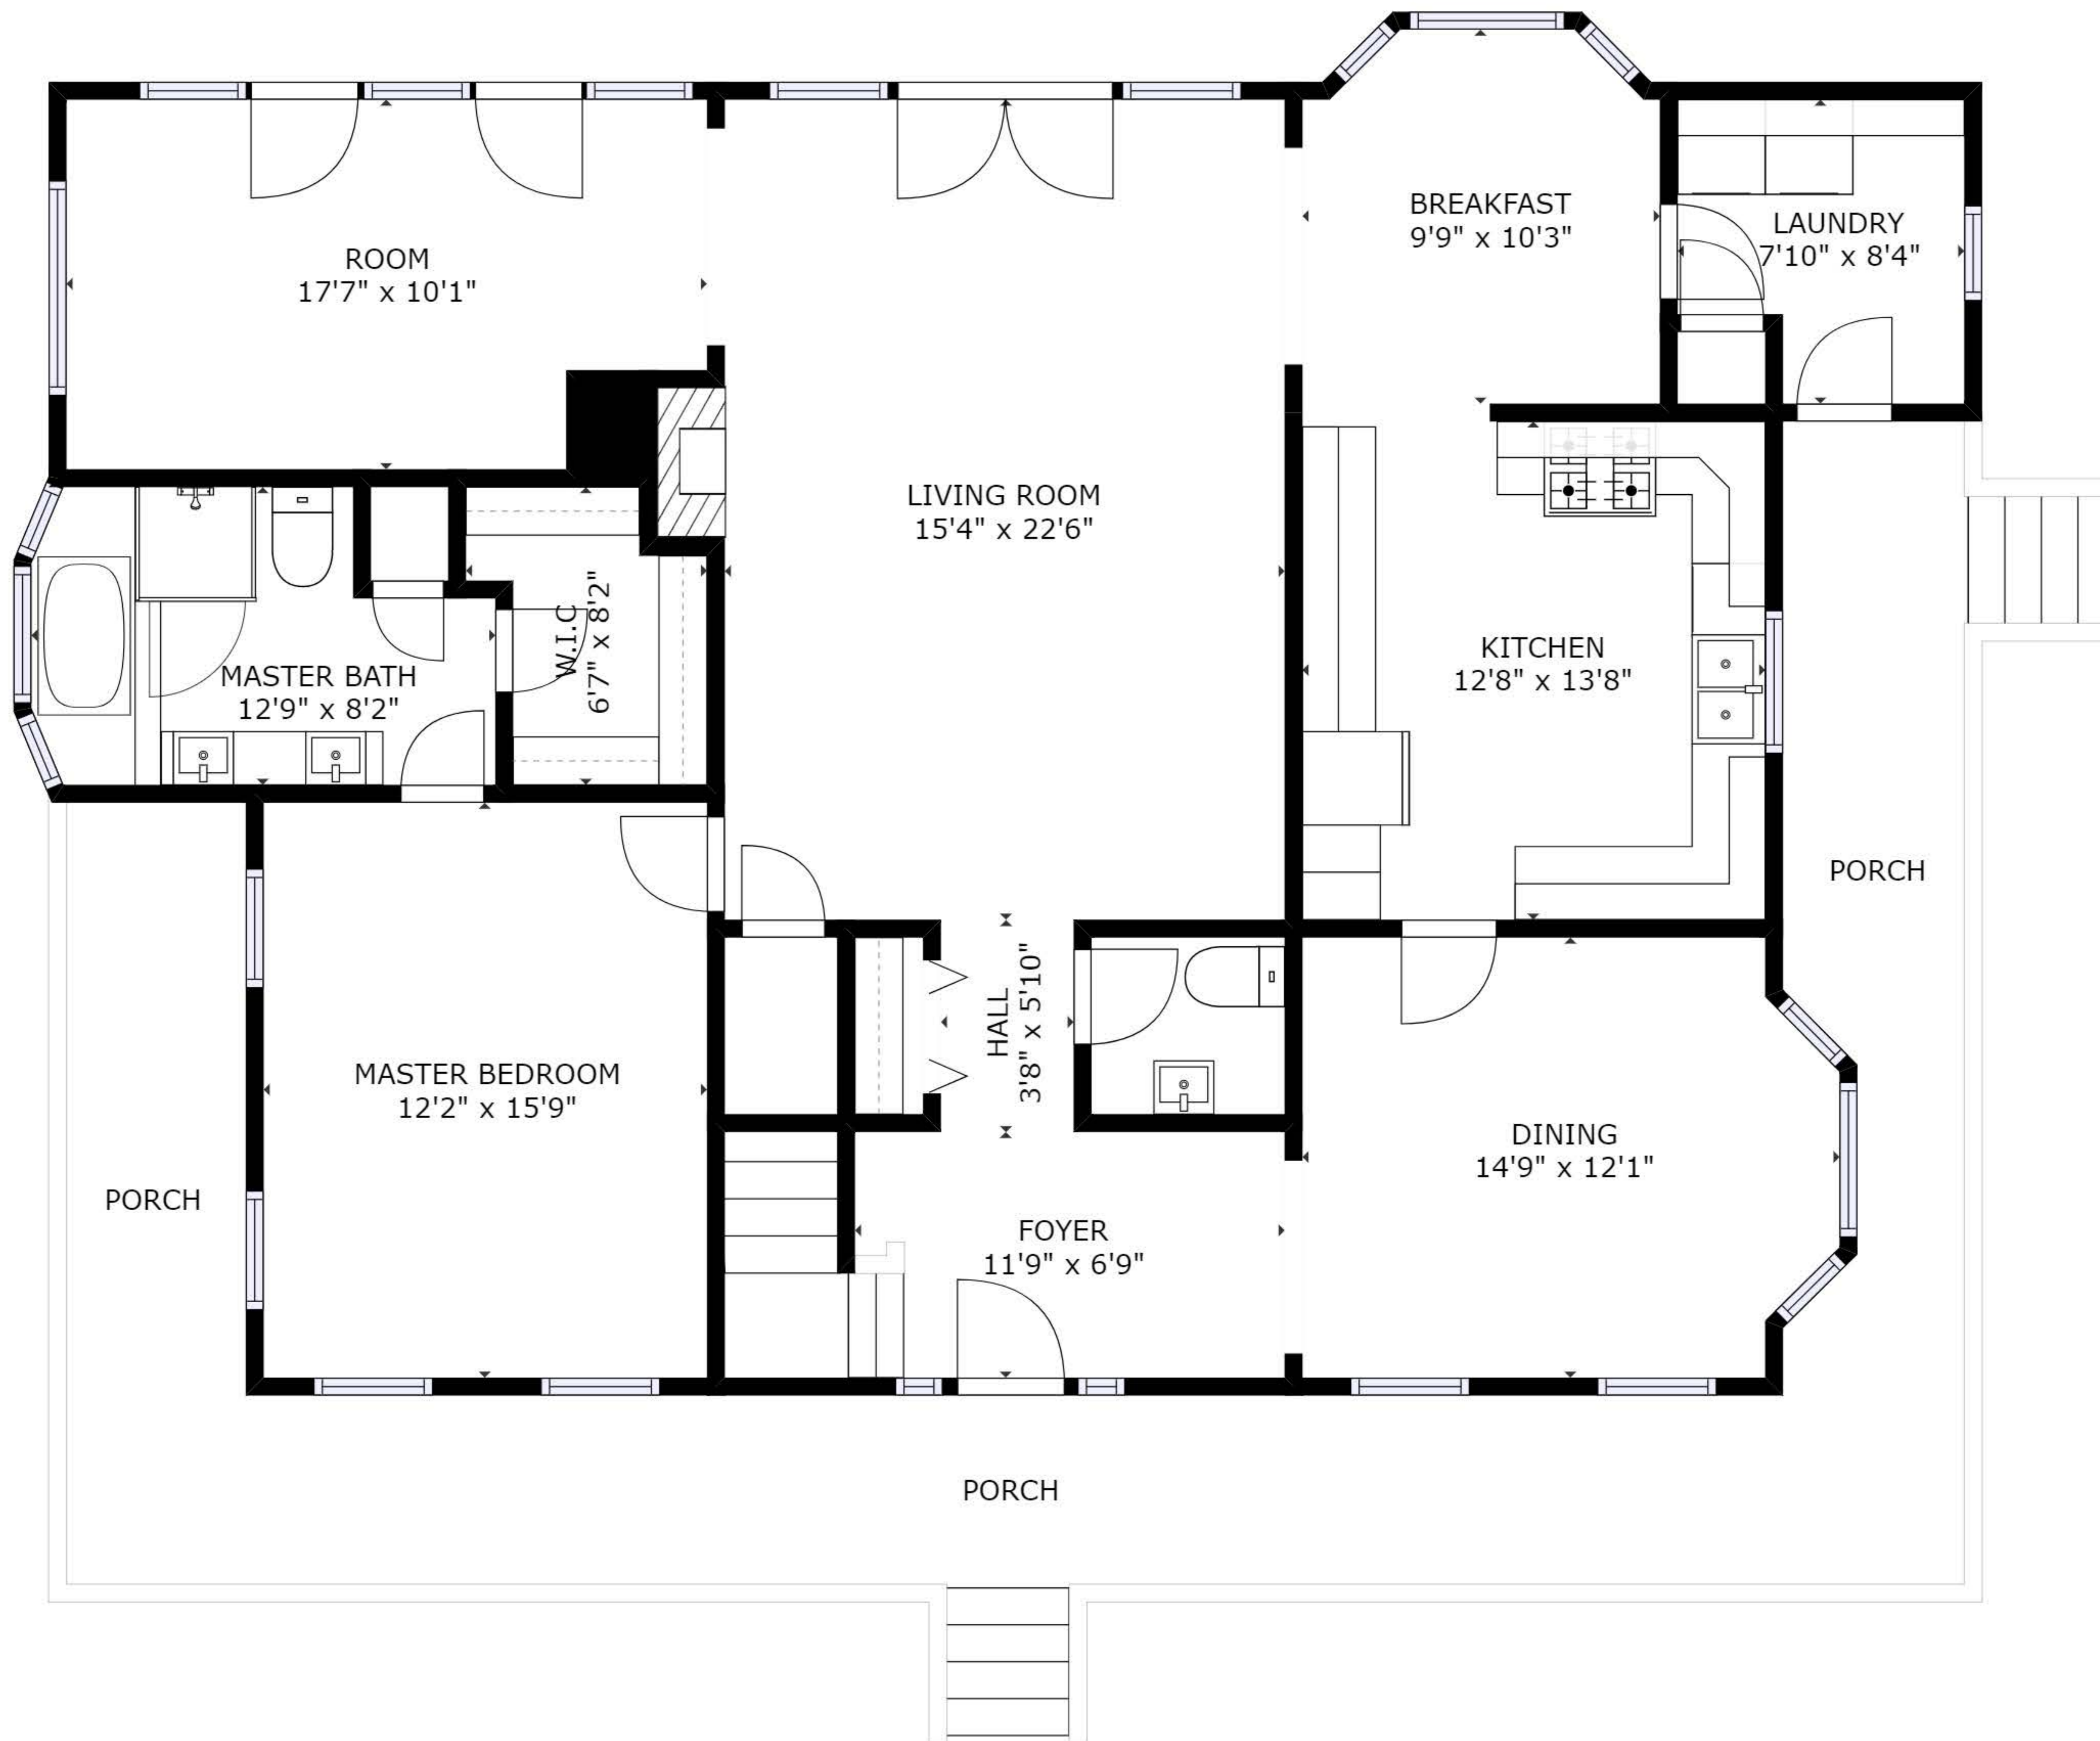 BREAKFAST
9'9" x 10'3"
LAUNDRY
7'10" x 8'4"
ROOM
17'7" x 10'1"
LIVING ROOM
15'4" x 22'6"
W.I.C
6'7" x 8'2"
KITCHEN
12'8" x 13'8"
MASTER BATH
12'9" x 8'2"
PORCH
HALL
3'8" x 5'10"
MASTER BEDROOM
12'2" x 15'9"
DINING
14'9" x 12'1"
PORCH
FOYER
11'9" x 6'9"
PORCH